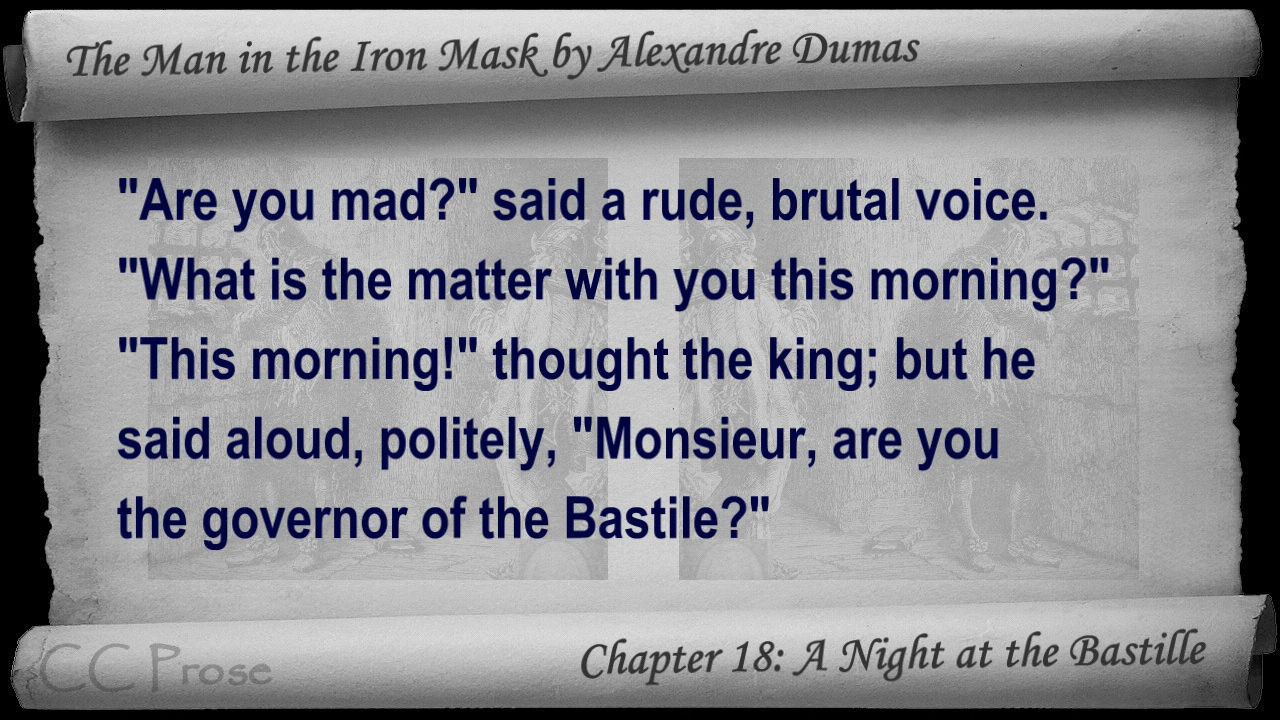 The Man in the Iron Mask by Alexandre Dumas
"Are you mad?" said a rude, brutal voice.
"What is the matter with you this morning?"
"This morning!" thought the king; but he
said aloud, politely, "Monsieur, are you
the governor of the Bastile?"
CC Prose
Chapter 18: A Night at the Bastille